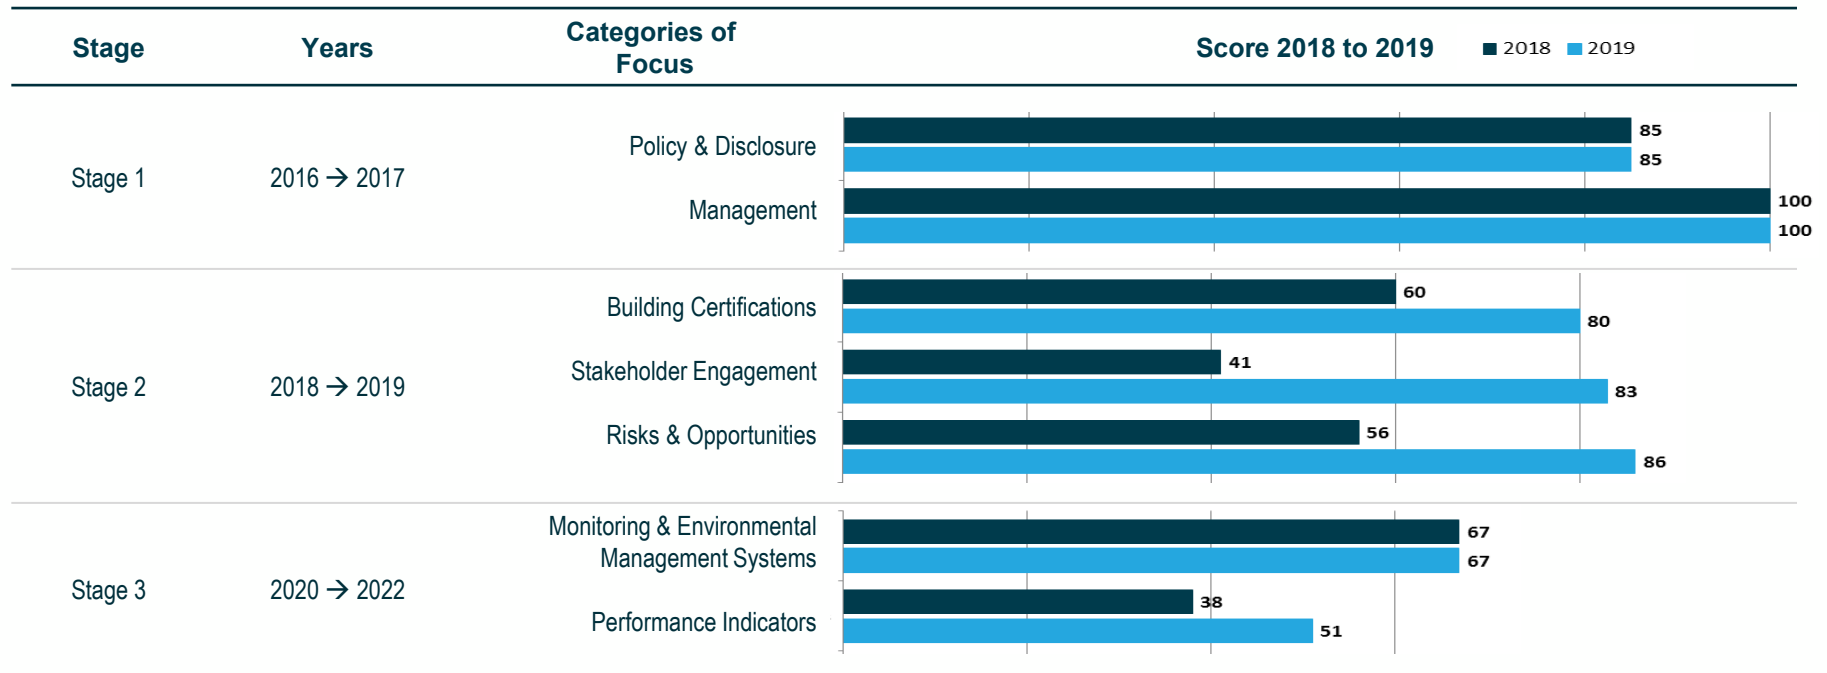 Stage
Years
Categories of
Focus
Score 2018 to 2019
2018
2019
Stage 1
2016 → 2017
Policy & Disclosure
85
85
Management
100
100
Stage 2
2018 → 2019
Building Certifications
60
80
Stakeholder Engagement
41
83
Risks & Opportunities
56
86
Stage 3
2020 → 2022
Monitoring & Environmental
Management Systems
67
67
Performance Indicators
38
51